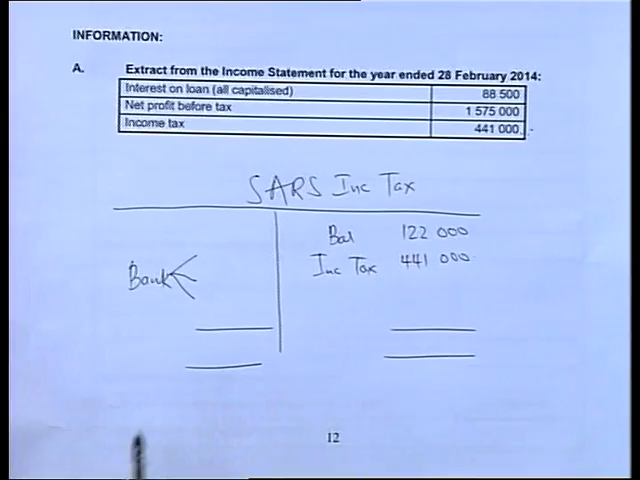 INFORMATION:
A. Extract from the Income Statement for the year ended 28 February 2014:
Interest on loan (all capitalised) 88 500
Net profit before tax 1 575 000
Income tax 441 000
SARS Inc Tax
Bal 122 000
Inc Tax 441 000
Bank
12